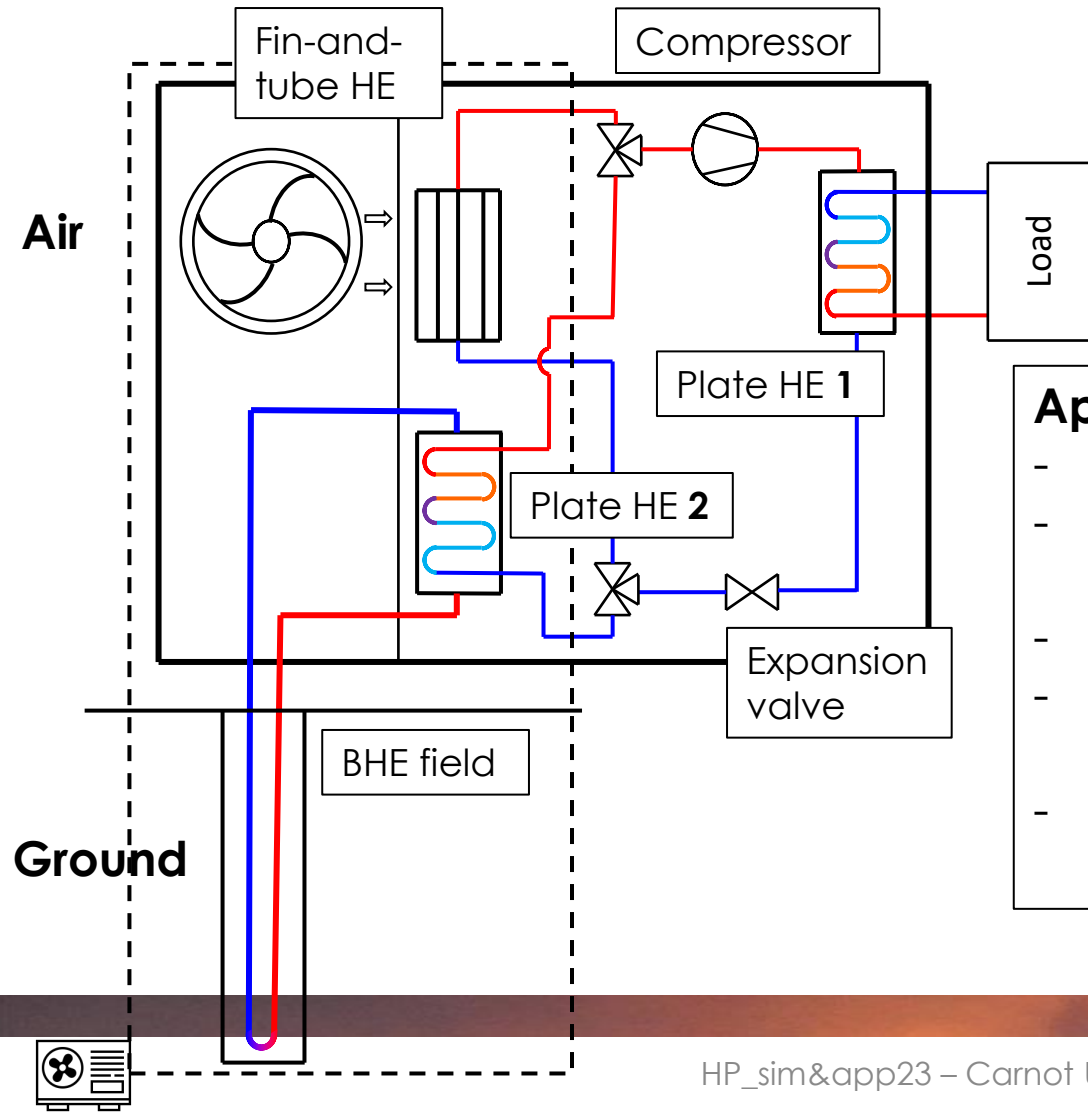 Fin-and-
tube HE
Compressor
Air
Load
Plate HE 1
Ap
-
-
Plate HE 2
-
Expansion
valve
-
BHE field
-
Ground
HP_sim&app23 – Carnot U